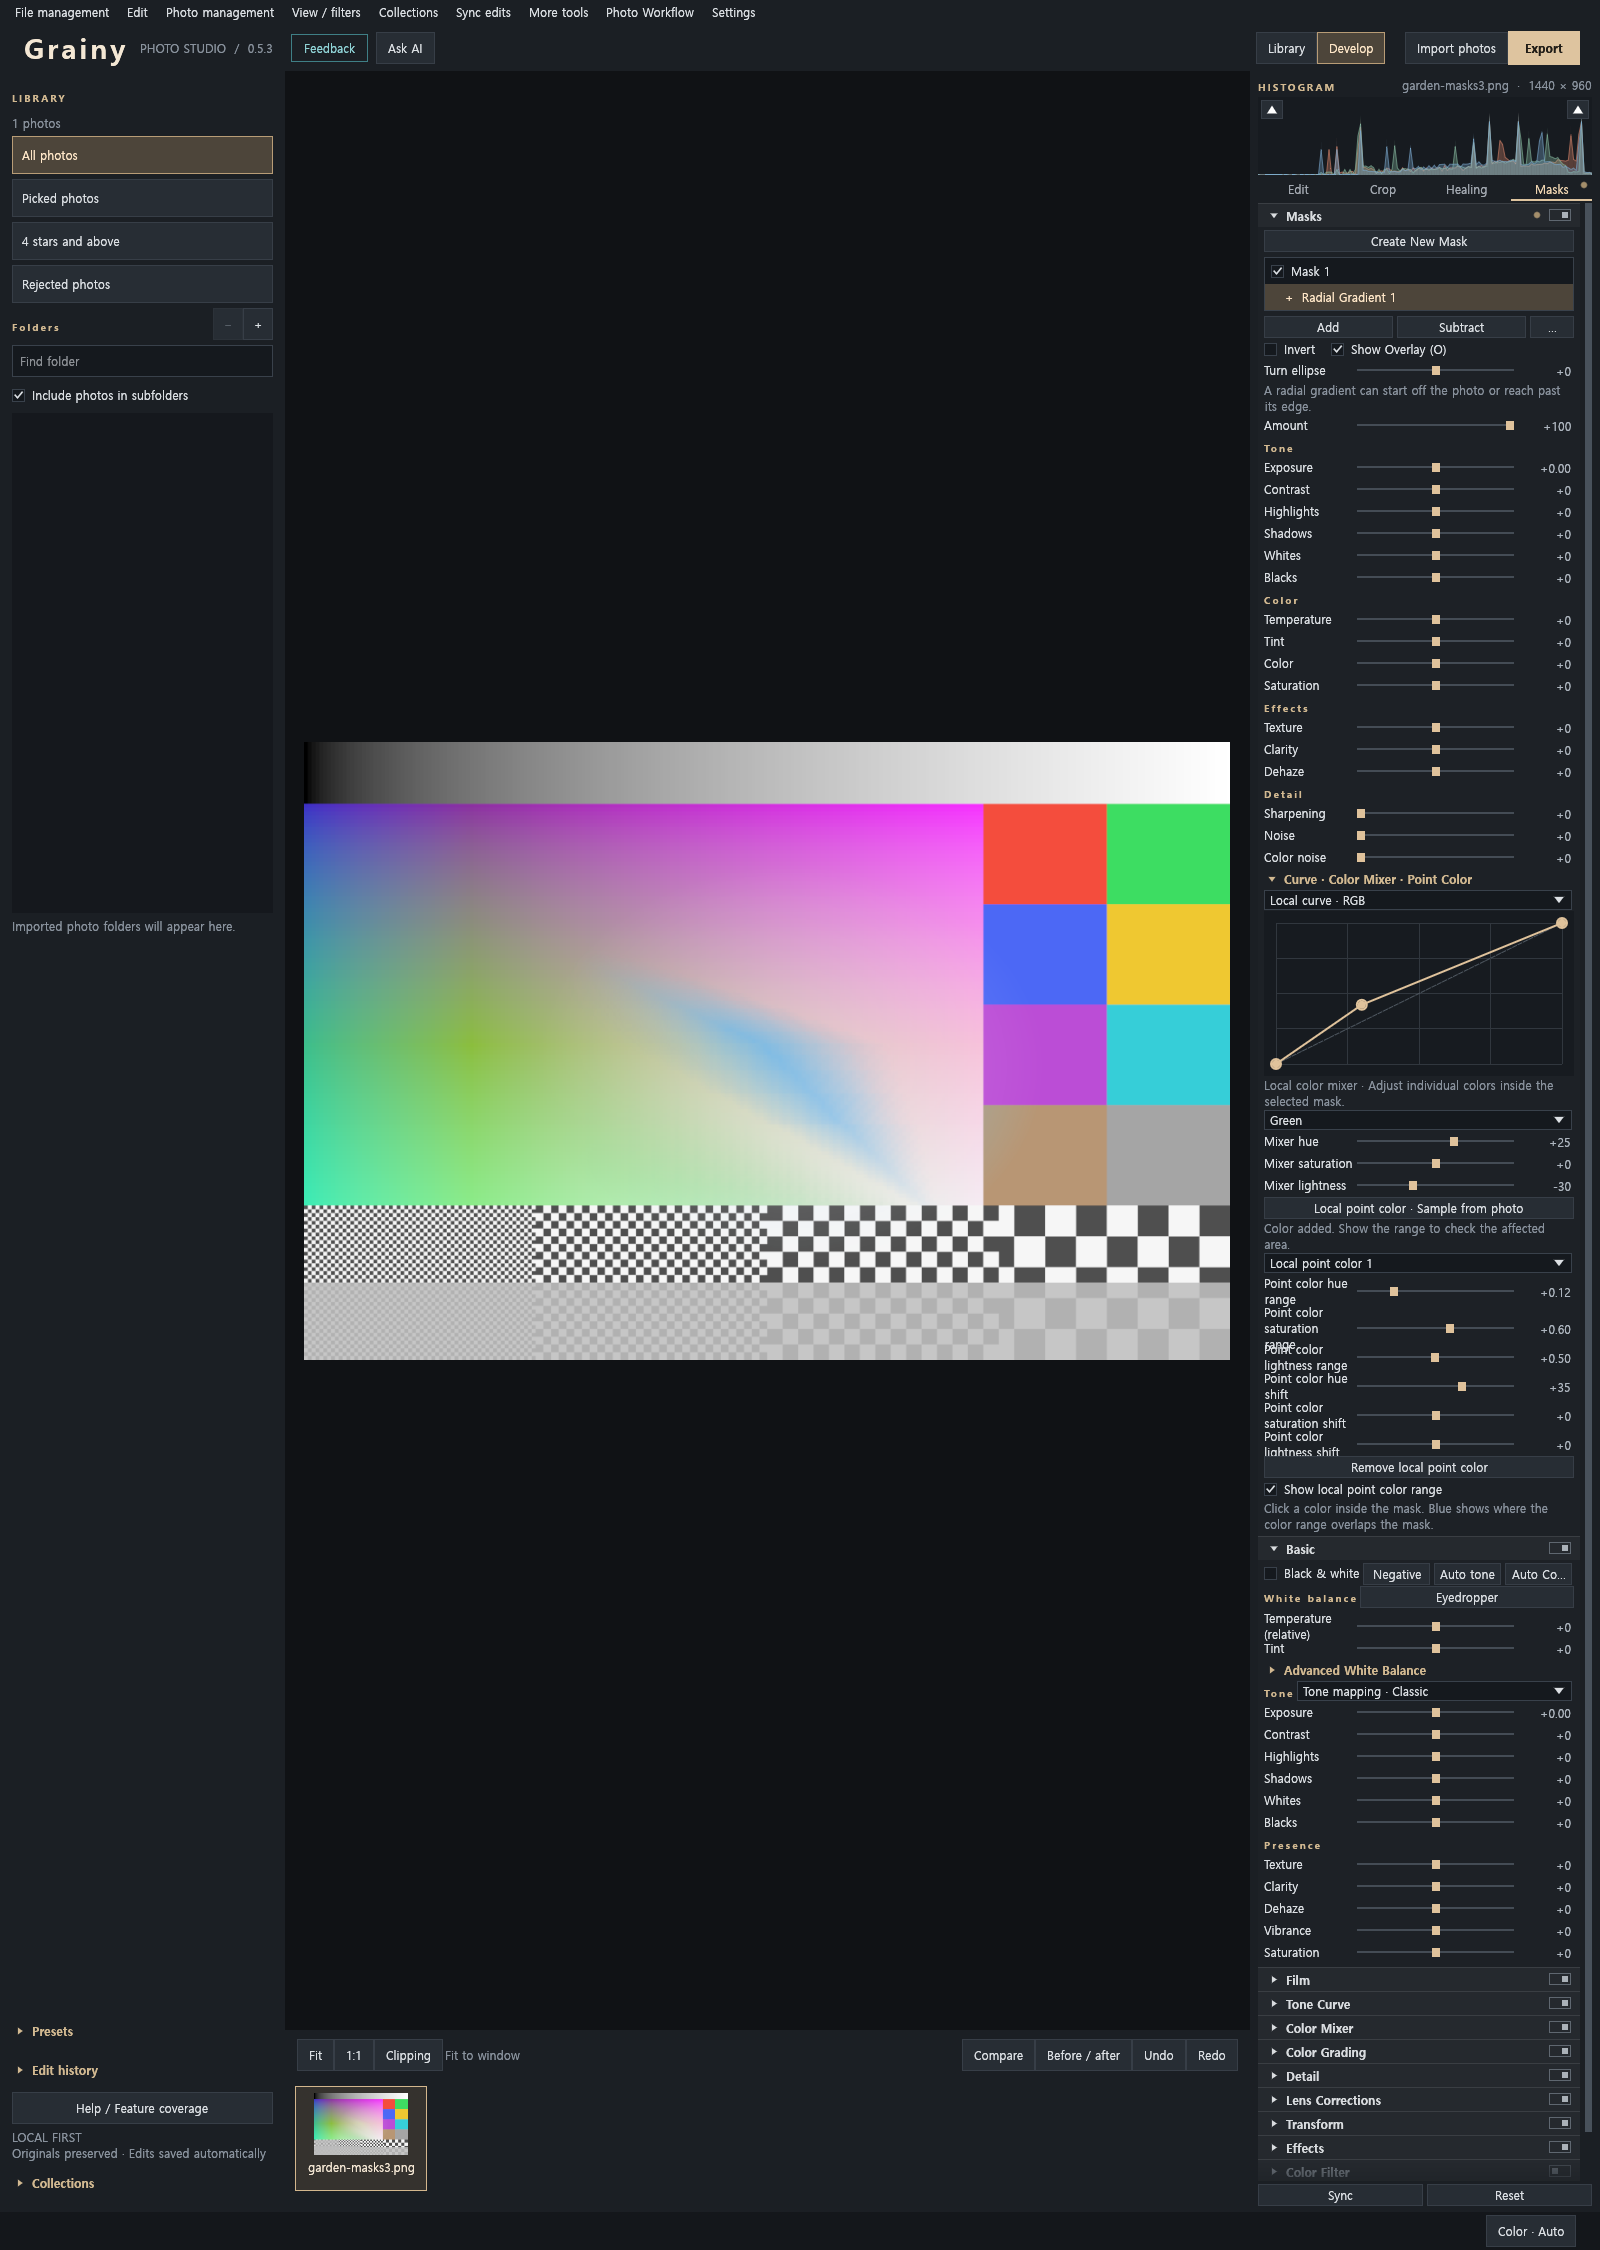 File management Edit Photo management View / filters Collections Sync edits More tools Photo Workflow Settings
Grainy PHOTO STUDIO / 0.5.3 Feedback Ask AI Library Develop Import photos Export
LIBRARY
1 photos
All photos
Picked photos
4 stars and above
Rejected photos
Folders − +
Find folder
Include photos in subfolders
Imported photo folders will appear here.
Presets
Edit history
Help / Feature coverage
LOCAL FIRST
Originals preserved · Edits saved automatically
Collections
Fit 1:1 Clipping Fit to window Compare Before / after Undo Redo
garden-masks3.png
HISTOGRAM garden-masks3.png · 1440 × 960
Edit Crop Healing Masks
Masks
Create New Mask
Mask 1
+ Radial Gradient 1
Add Subtract ...
Invert Show Overlay (O)
Turn ellipse +0
A radial gradient can start off the photo or reach past
its edge.
Amount +100
Tone
Exposure +0.00
Contrast +0
Highlights +0
Shadows +0
Whites +0
Blacks +0
Color
Temperature +0
Tint +0
Color +0
Saturation +0
Effects
Texture +0
Clarity +0
Dehaze +0
Detail
Sharpening +0
Noise +0
Color noise +0
Curve · Color Mixer · Point Color
Local curve · RGB
Local color mixer · Adjust individual colors inside the
selected mask.
Green
Mixer hue +25
Mixer saturation +0
Mixer lightness -30
Local point color · Sample from photo
Color added. Show the range to check the affected
area.
Local point color 1
Point color hue
range +0.12
Point color
saturation +0.60
range
Point color
lightness range +0.50
Point color hue
shift +35
Point color
saturation shift +0
Point color
lightness shift +0
Remove local point color
Show local point color range
Click a color inside the mask. Blue shows where the
color range overlaps the mask.
Basic
Black & white Negative Auto tone Auto Co...
White balance Eyedropper
Temperature
(relative) +0
Tint +0
Advanced White Balance
Tone Tone mapping · Classic
Exposure +0.00
Contrast +0
Highlights +0
Shadows +0
Whites +0
Blacks +0
Presence
Texture +0
Clarity +0
Dehaze +0
Vibrance +0
Saturation +0
Film
Tone Curve
Color Mixer
Color Grading
Detail
Lens Corrections
Transform
Effects
Color Filter
Sync Reset
Color · Auto